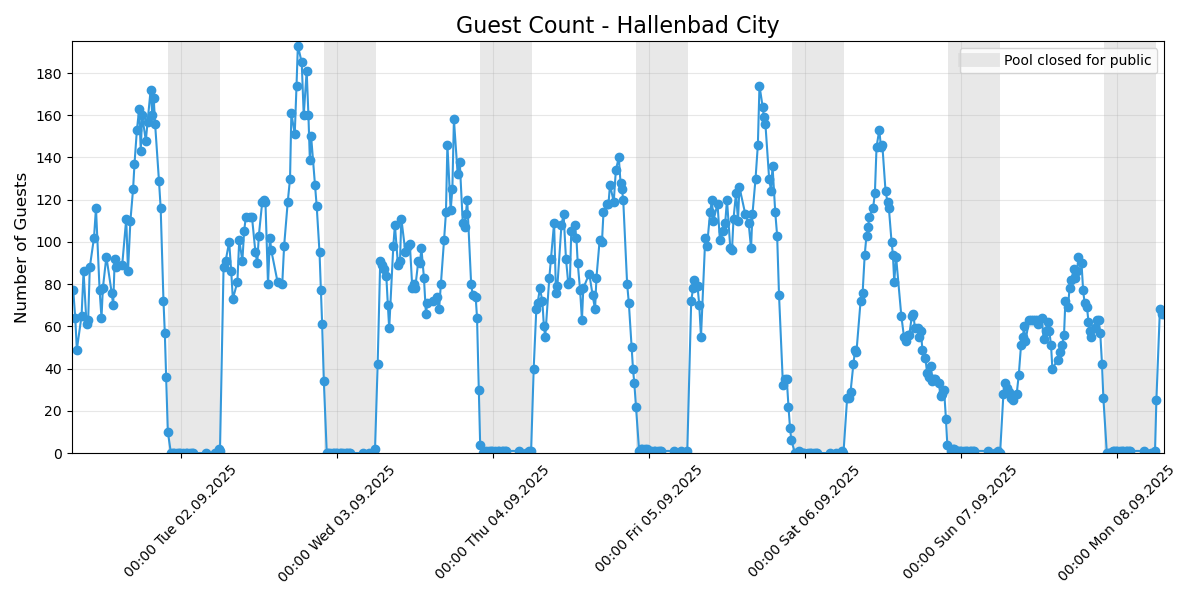 Guest Count - Hallenbad City
Pool closed for public
Number of Guests
180
160
140
120
100
80
60
40
20
0
00:00 Tue 02.09.2025
00:00 Wed 03.09.2025
00:00 Thu 04.09.2025
00:00 Fri 05.09.2025
00:00 Sat 06.09.2025
00:00 Sun 07.09.2025
00:00 Mon 08.09.2025